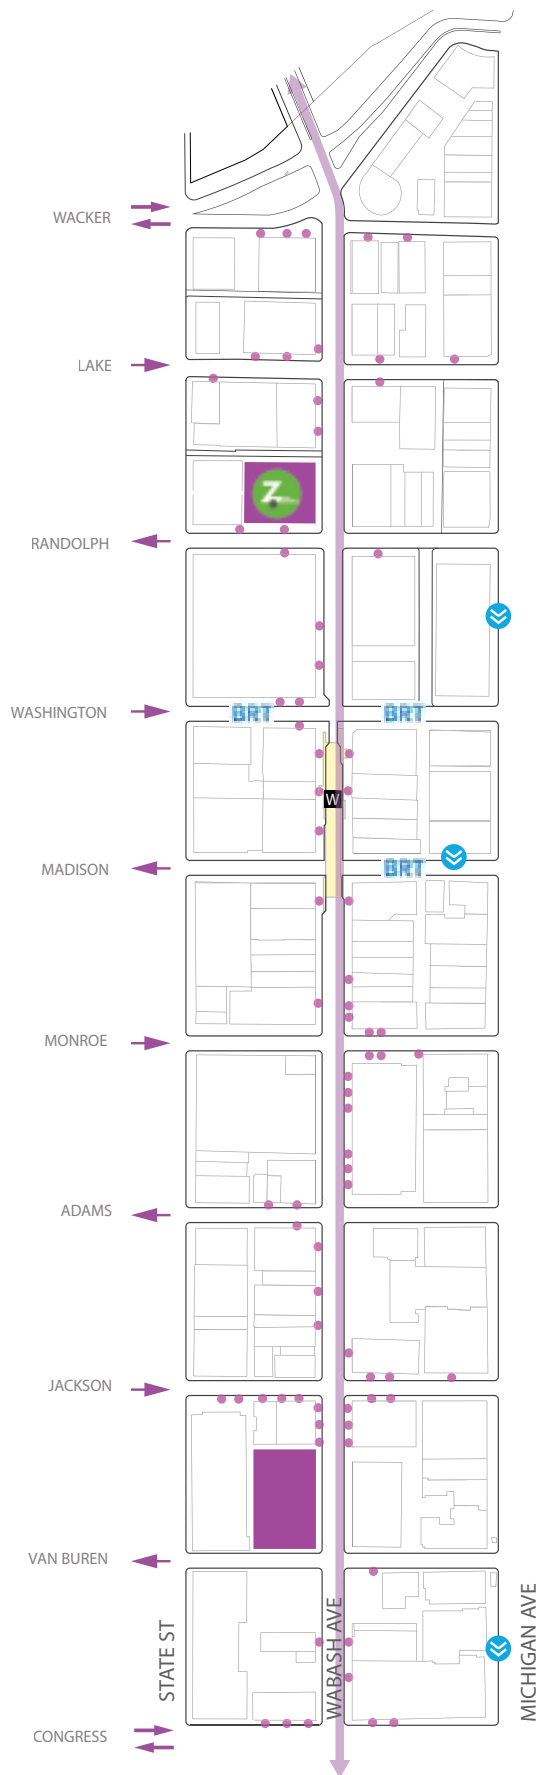 WACKER
LAKE
Z
RANDOLPH
WASHINGTON
BRT
BRT
W
MADISON
BRT
MONROE
ADAMS
JACKSON
VAN BUREN
STATE ST
WABASH AVE
MICHIGAN AVE
CONGRESS